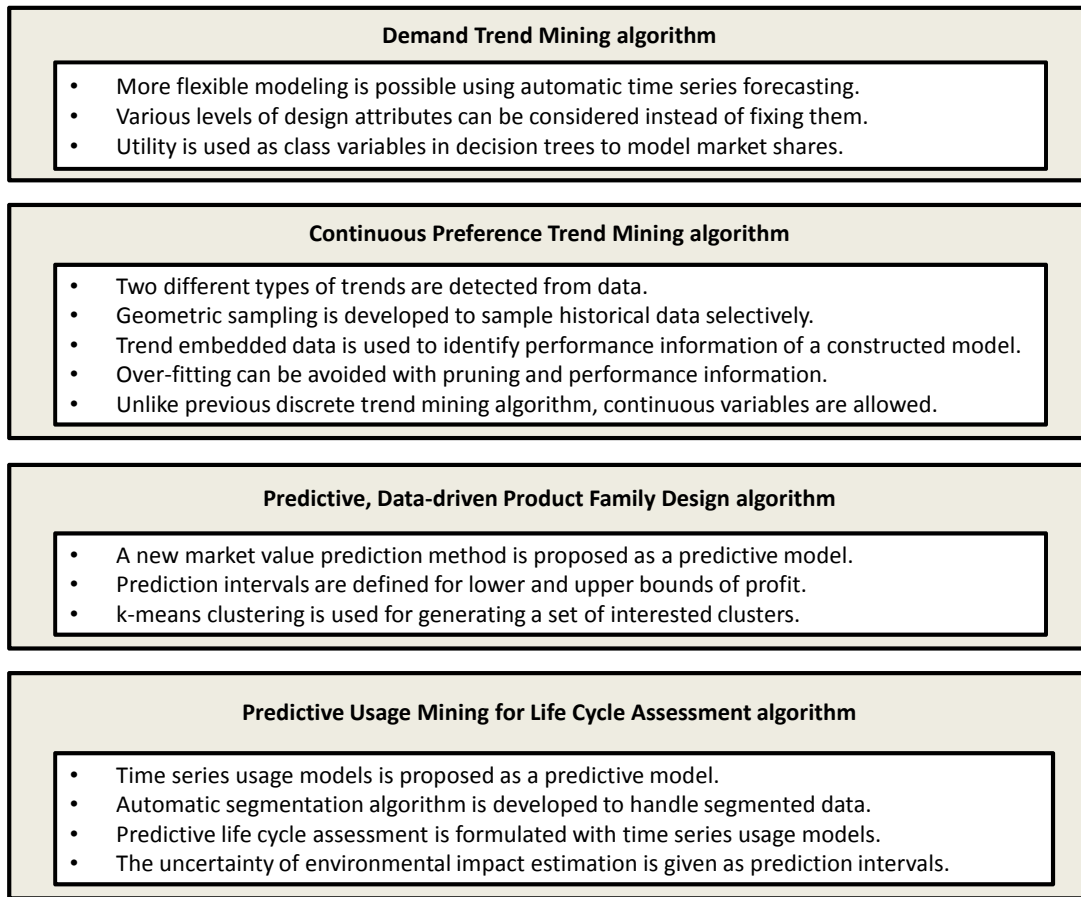 Demand Trend Mining algorithm
• More flexible modeling is possible using automatic time series forecasting.
• Various levels of design attributes can be considered instead of fixing them.
• Utility is used as class variables in decision trees to model market shares.
Continuous Preference Trend Mining algorithm
• Two different types of trends are detected from data.
• Geometric sampling is developed to sample historical data selectively.
• Trend embedded data is used to identify performance information of a constructed model.
• Over-fitting can be avoided with pruning and performance information.
• Unlike previous discrete trend mining algorithm, continuous variables are allowed.
Predictive, Data-driven Product Family Design algorithm
• A new market value prediction method is proposed as a predictive model.
• Prediction intervals are defined for lower and upper bounds of profit.
• k-means clustering is used for generating a set of interested clusters.
Predictive Usage Mining for Life Cycle Assessment algorithm
• Time series usage models is proposed as a predictive model.
• Automatic segmentation algorithm is developed to handle segmented data.
• Predictive life cycle assessment is formulated with time series usage models.
• The uncertainty of environmental impact estimation is given as prediction intervals.